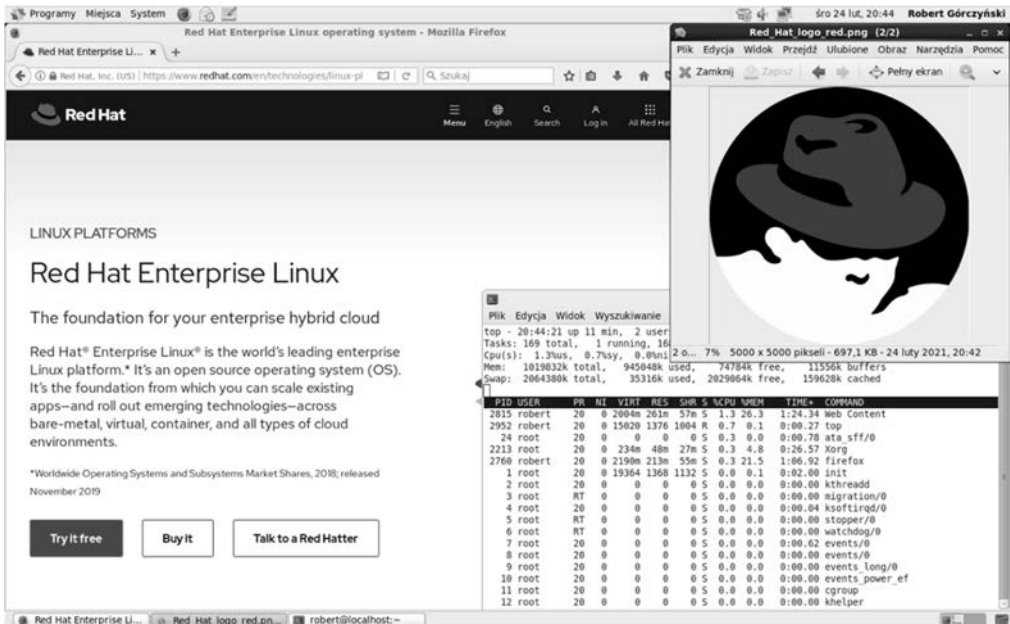 Programy Miejsca System
śro 24 lut, 20:44 Robert Górczyński
Red Hat Enterprise Linux operating system - Mozilla Firefox
Red Hat Enterprise Li... × +
Red Hat, Inc. (US) https://www.redhat.com/en/technologies/linux-pl
Szukaj
Red Hat
Menu English Search Log in All Red Ha
LINUX PLATFORMS
Red Hat Enterprise Linux
The foundation for your enterprise hybrid cloud
Red Hat® Enterprise Linux® is the world's leading enterprise
Linux platform.* It's an open source operating system (OS).
It's the foundation from which you can scale existing
apps—and roll out emerging technologies—across
bare-metal, virtual, container, and all types of cloud
environments.
*Worldwide Operating Systems and Subsystems Market Shares, 2018; released
November 2019
Try it free Buy it Talk to a Red Hatter
Red_Hat_logo_red.png (2/2)
Plik Edycja Widok Przejdź Ulubione Obraz Narzędzia Pomoc
Zamknij Zapisz Pełny ekran
2 o... 7% 5000 x 5000 pikseli - 697,1 KB - 24 luty 2021, 20:42
Plik Edycja Widok Wyszukiwanie
top - 20:44:21 up 11 min, 2 user
Tasks: 169 total, 1 running, 16
Cpu(s): 1.3%us, 0.7%sy, 0.0%ni
Mem: 1019832k total, 945048k used, 74784k free, 11556k buffers
Swap: 2064380k total, 35316k used, 2029064k free, 159628k cached
PID USER PR NI VIRT RES SHR S %CPU %MEM TIME+ COMMAND
2815 robert 20 0 2004m 261m 57m S 1.3 26.3 1:24.34 Web Content
2952 robert 20 0 15020 1376 1004 R 0.7 0.1 0:00.27 top
24 root 20 0 0 0 0 S 0.3 0.0 0:00.78 ata_sff/0
2213 root 20 0 234m 48m 27m S 0.3 4.8 0:26.57 Xorg
2760 robert 20 0 2190m 213m 55m S 0.3 21.5 1:06.92 firefox
1 root 20 0 19364 1368 1132 S 0.0 0.1 0:02.00 init
2 root 20 0 0 0 0 S 0.0 0.0 0:00.00 kthreadd
3 root RT 0 0 0 0 S 0.0 0.0 0:00.00 migration/0
4 root 20 0 0 0 0 S 0.0 0.0 0:00.04 ksoftirqd/0
5 root RT 0 0 0 0 S 0.0 0.0 0:00.00 stopper/0
6 root RT 0 0 0 0 S 0.0 0.0 0:00.00 watchdog/0
7 root 20 0 0 0 0 S 0.0 0.0 0:00.62 events/0
8 root 20 0 0 0 0 S 0.0 0.0 0:00.00 events/0
9 root 20 0 0 0 0 S 0.0 0.0 0:00.00 events_long/0
10 root 20 0 0 0 0 S 0.0 0.0 0:00.00 events_power_ef
11 root 20 0 0 0 0 S 0.0 0.0 0:00.00 cgroup
12 root 20 0 0 0 0 S 0.0 0.0 0:00.00 khelper
Red Hat Enterprise Li... Red_Hat_logo_red.pn... robert@localhost:~